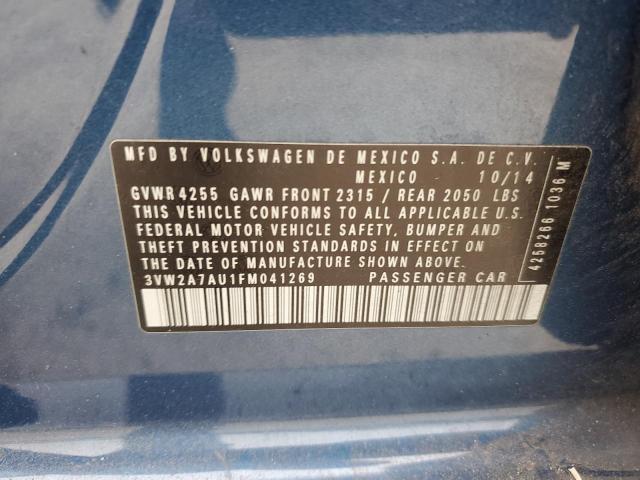 MFD BY VOLKSWAGEN DE MEXICO S.A. DE C.V.
MEXICO 10/14
GVWR 4255 GAWR FRONT 2315 / REAR 2050 LBS
THIS VEHICLE CONFORMS TO ALL APPLICABLE U.S.
FEDERAL MOTOR VEHICLE SAFETY, BUMPER AND
THEFT PREVENTION STANDARDS IN EFFECT ON
THE DATE OF MANUFACTURE SHOWN ABOVE.
3VW2A7AU1FM041269 PASSENGER CAR
4258266 1036 M